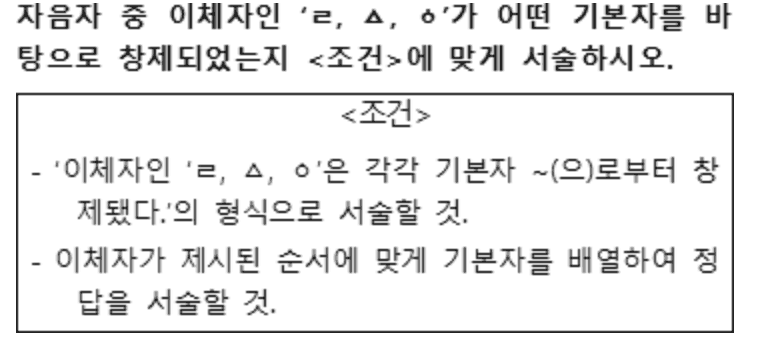 자음자 중 이체자인 ‘ㄹ, ㅿ, ㆁ’가 어떤 기본자를 바
탕으로 창제되었는지 <조건>에 맞게 서술하시오.
<조건>
- ‘이체자인 ‘ㄹ, ㅿ, ㆁ’은 각각 기본자 ~(으)로부터 창
제됐다.’의 형식으로 서술할 것.
- 이체자가 제시된 순서에 맞게 기본자를 배열하여 정
답을 서술할 것.